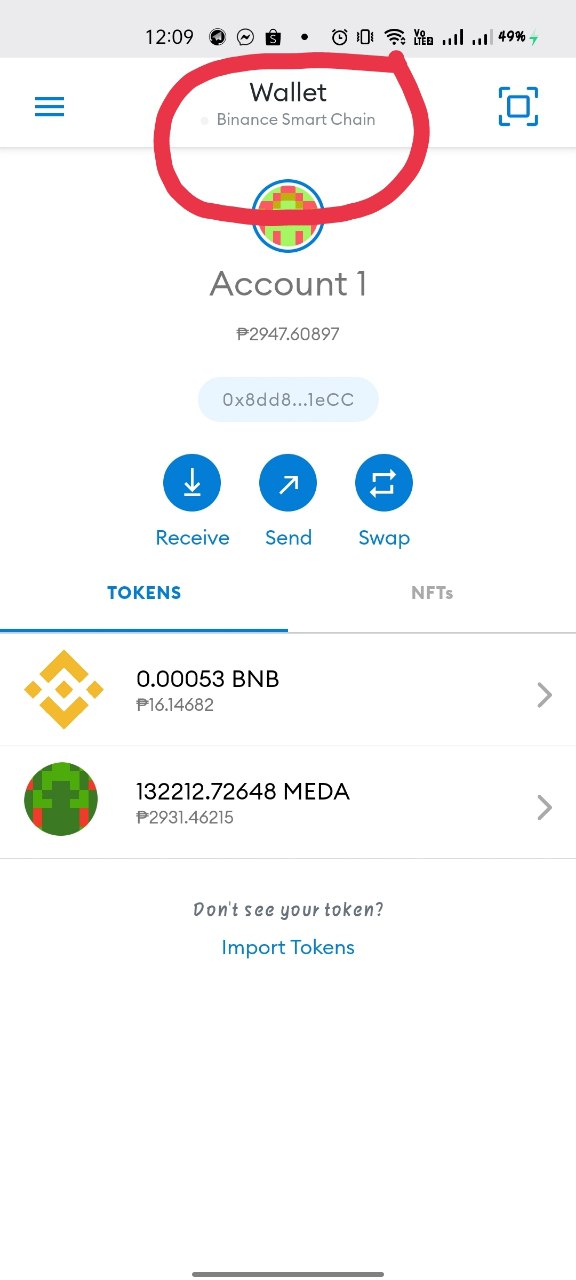 12:09 49%
Wallet
Binance Smart Chain
Account 1
₱2947.60897
0x8dd8...1eCC
Receive Send Swap
TOKENS NFTs
0.00053 BNB
₱16.14682
132212.72648 MEDA
₱2931.46215
Don't see your token?
Import Tokens